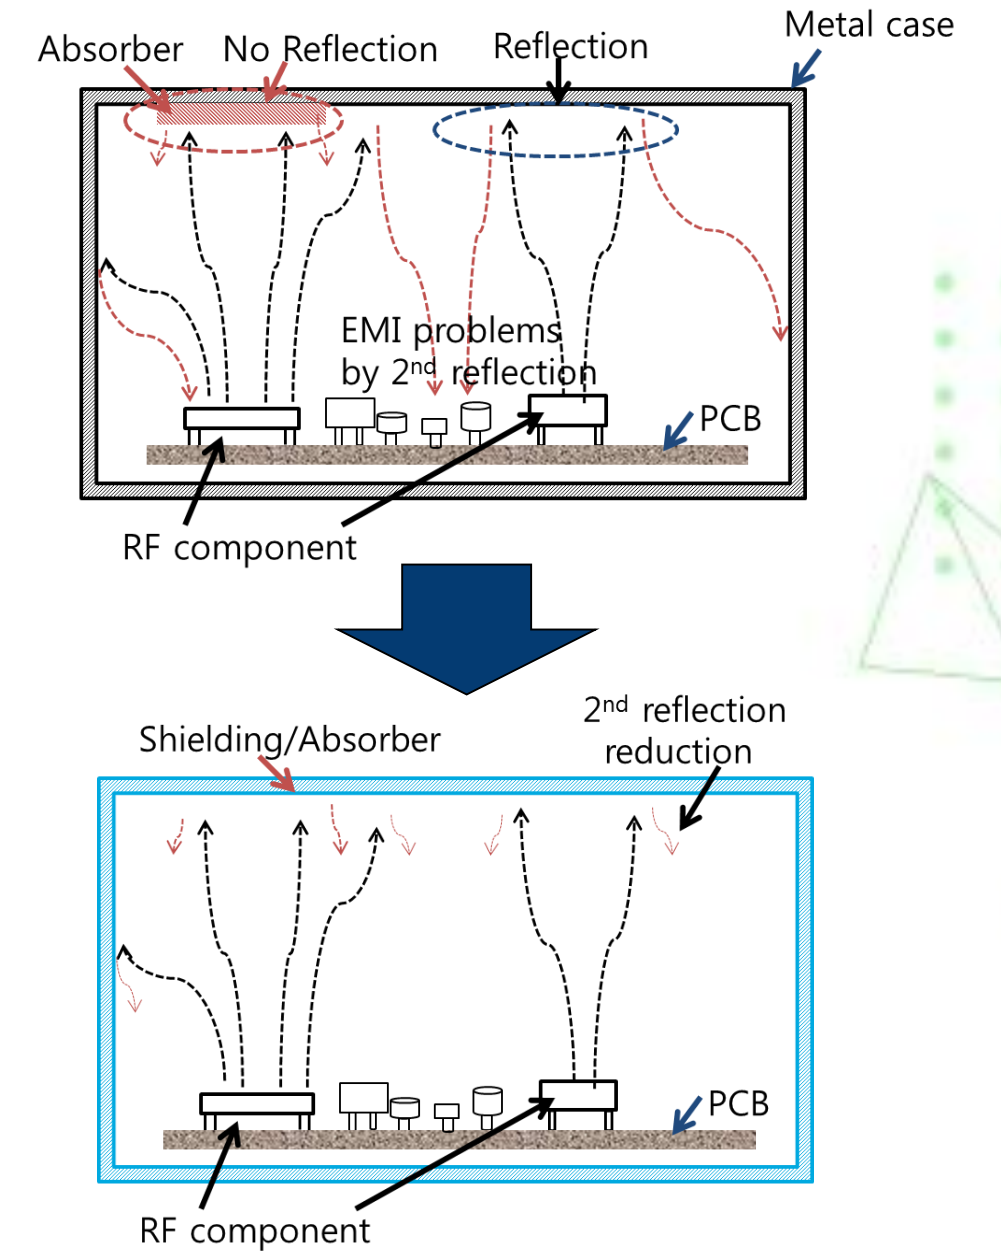 Metal case
Absorber
No Reflection
Reflection
EMI problems
by 2nd reflection
PCB
RF component
2nd reflection
reduction
Shielding/Absorber
PCB
RF component